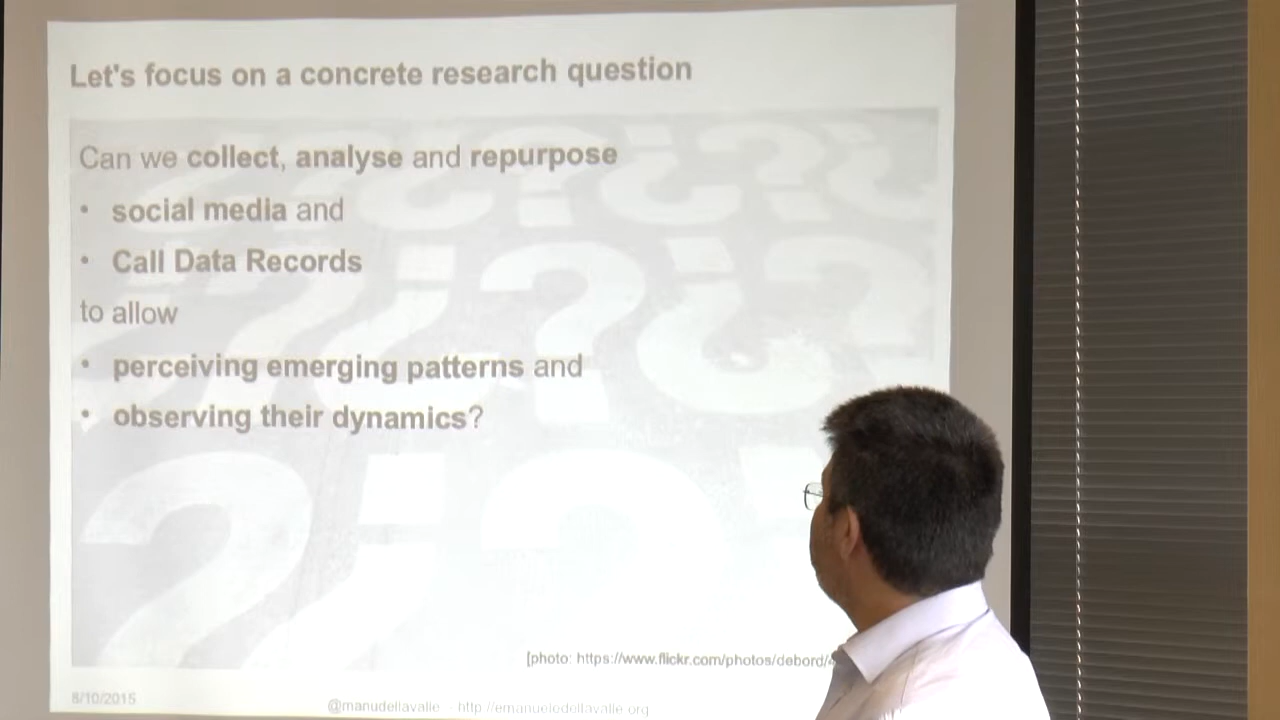 Let's focus on a concrete research question
Can we collect, analyse and repurpose
• social media and
• Call Data Records
to allow
• perceiving emerging patterns and
• observing their dynamics?
[photo: https://www.flickr.com/photos/debord/
8/10/2015
@manudellavalle - http://emanueledellavalle.org